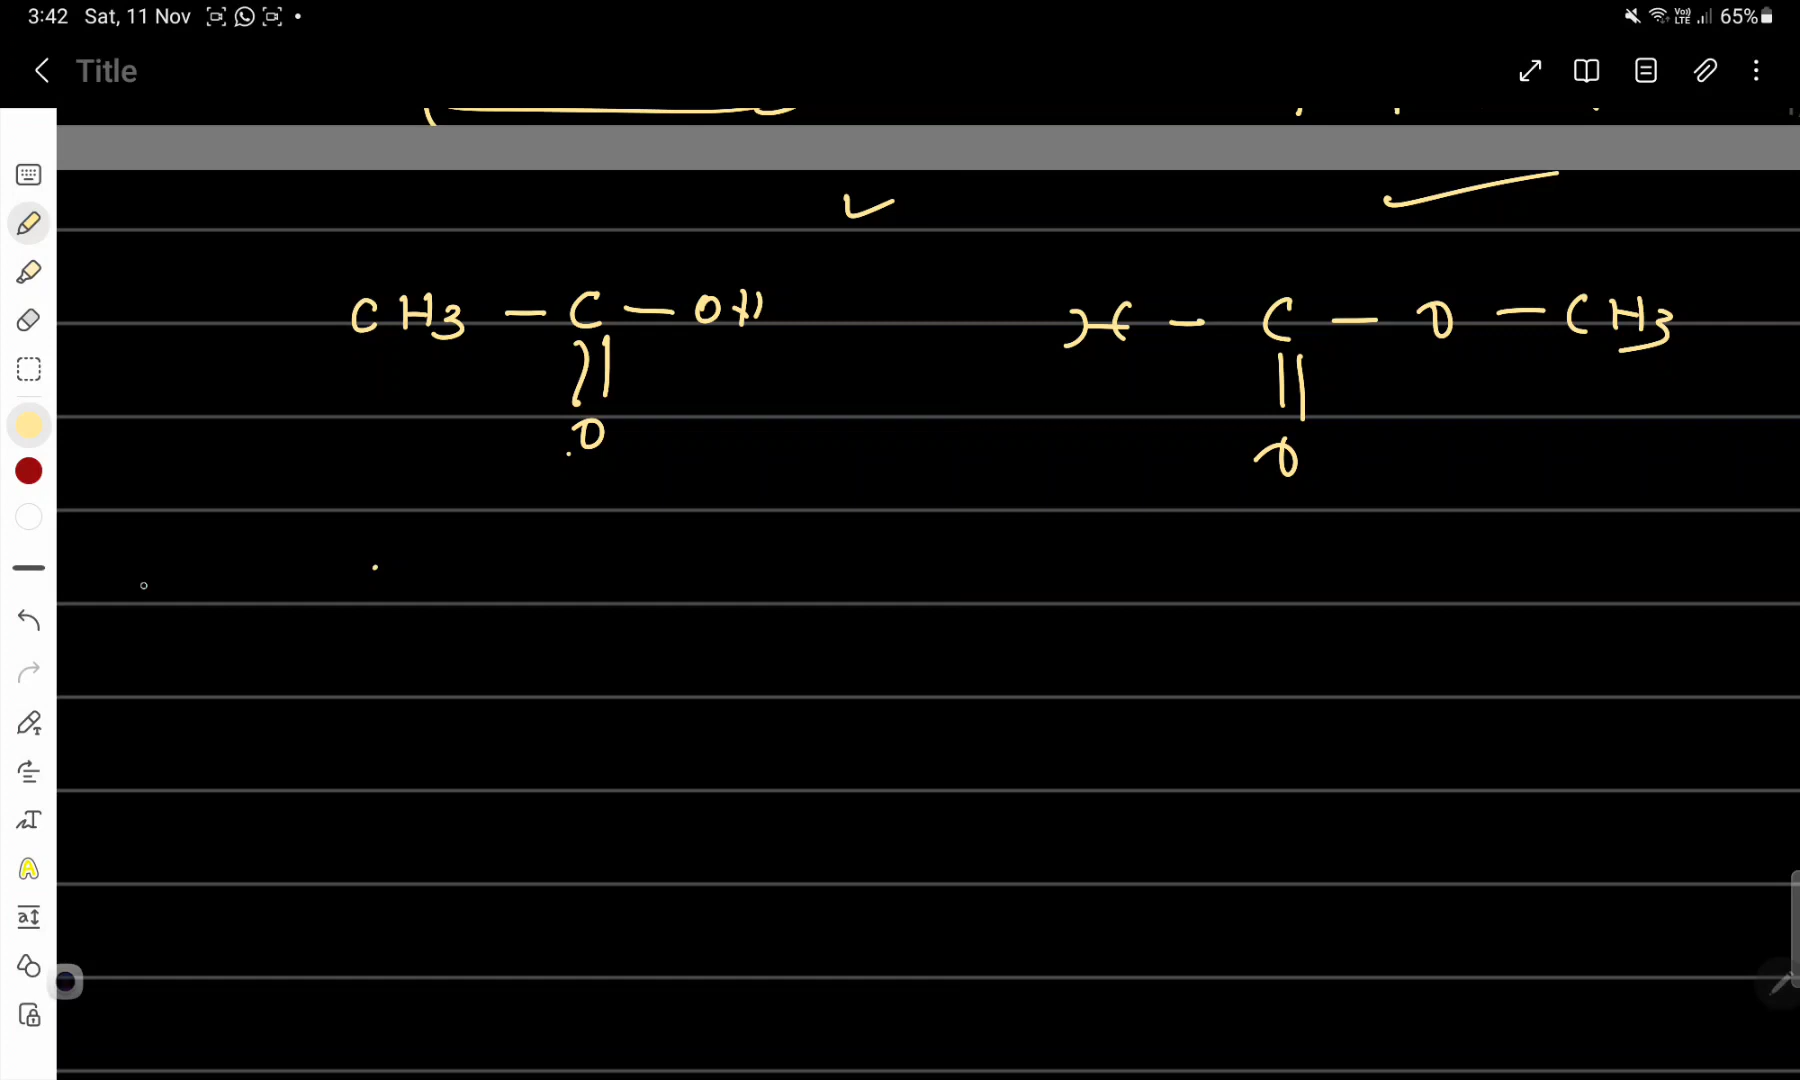 3:42 Sat, 11 Nov 65%
Title
CH3 – C – OH H – C – O – CH3
O O